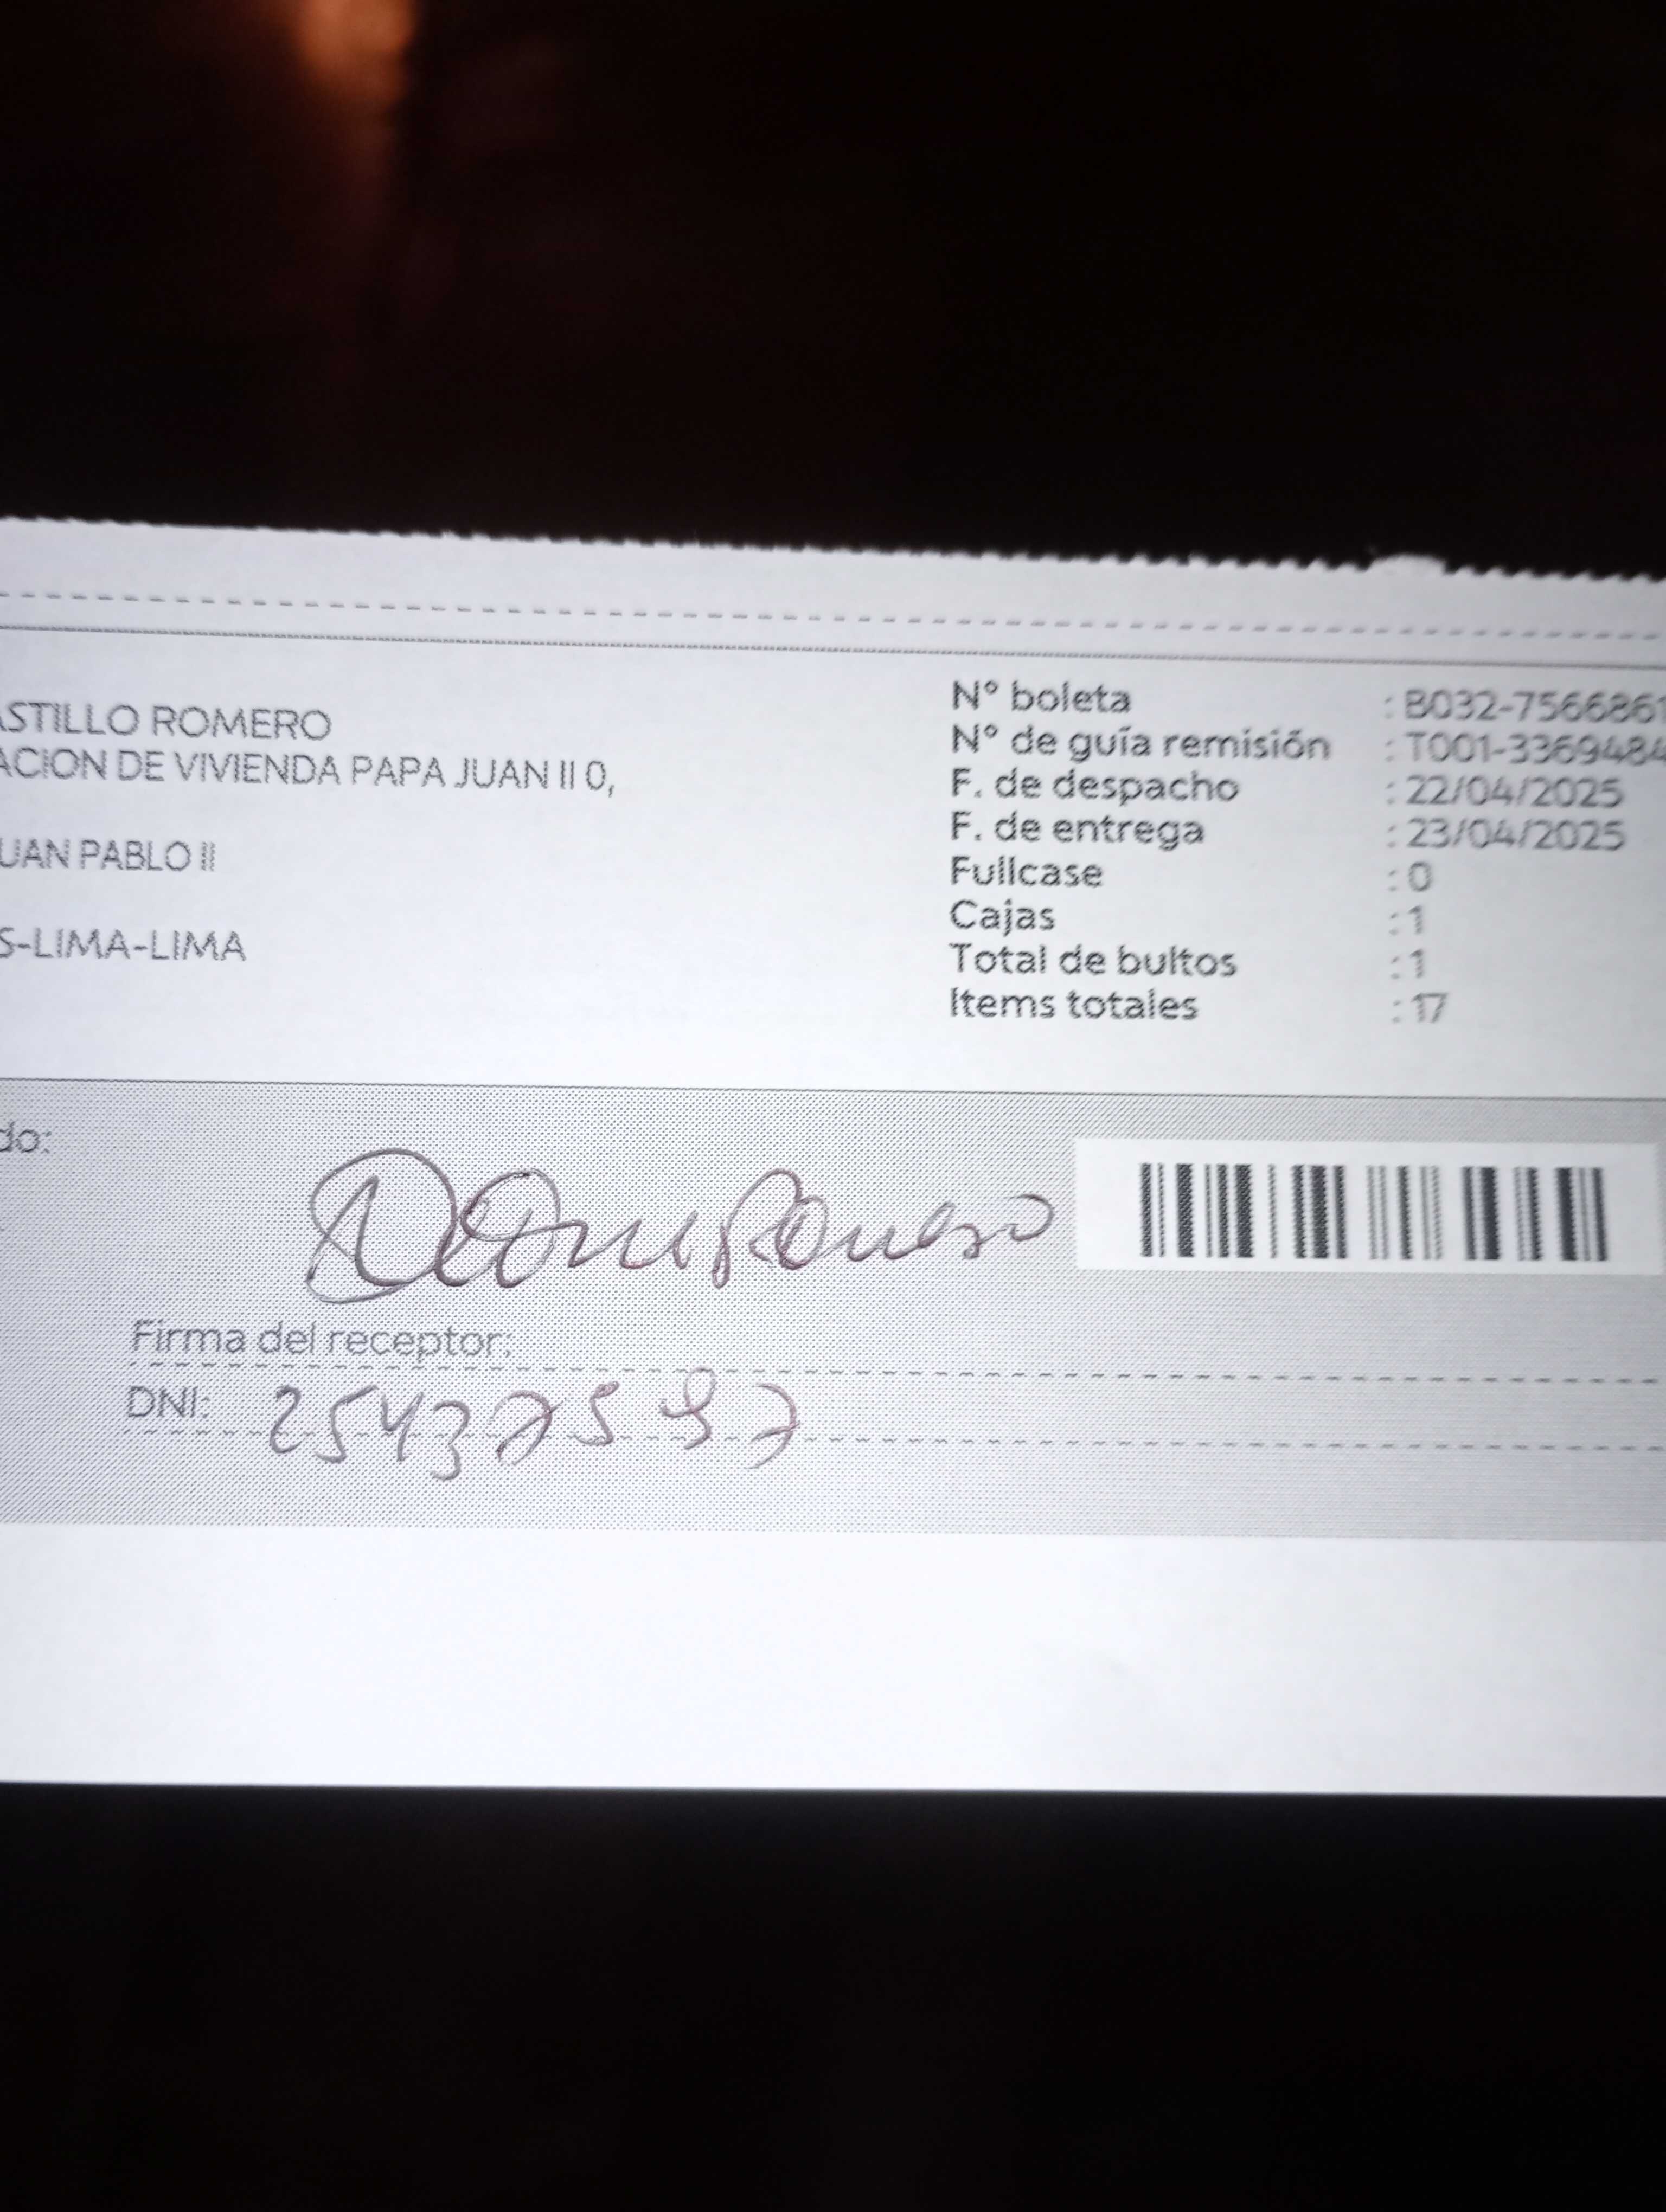 ASTILLO ROMERO
ACION DE VIVIENDA PAPA JUAN II 0,
UAN PABLO II
S-LIMA-LIMA
N° boleta : B032-7566861
N° de guía remisión : T001-3369484
F. de despacho : 22/04/2025
F. de entrega : 23/04/2025
Fullcase : 0
Cajas : 1
Total de bultos : 1
Items totales : 17
do:
Firma del receptor:
DNI: 25437597